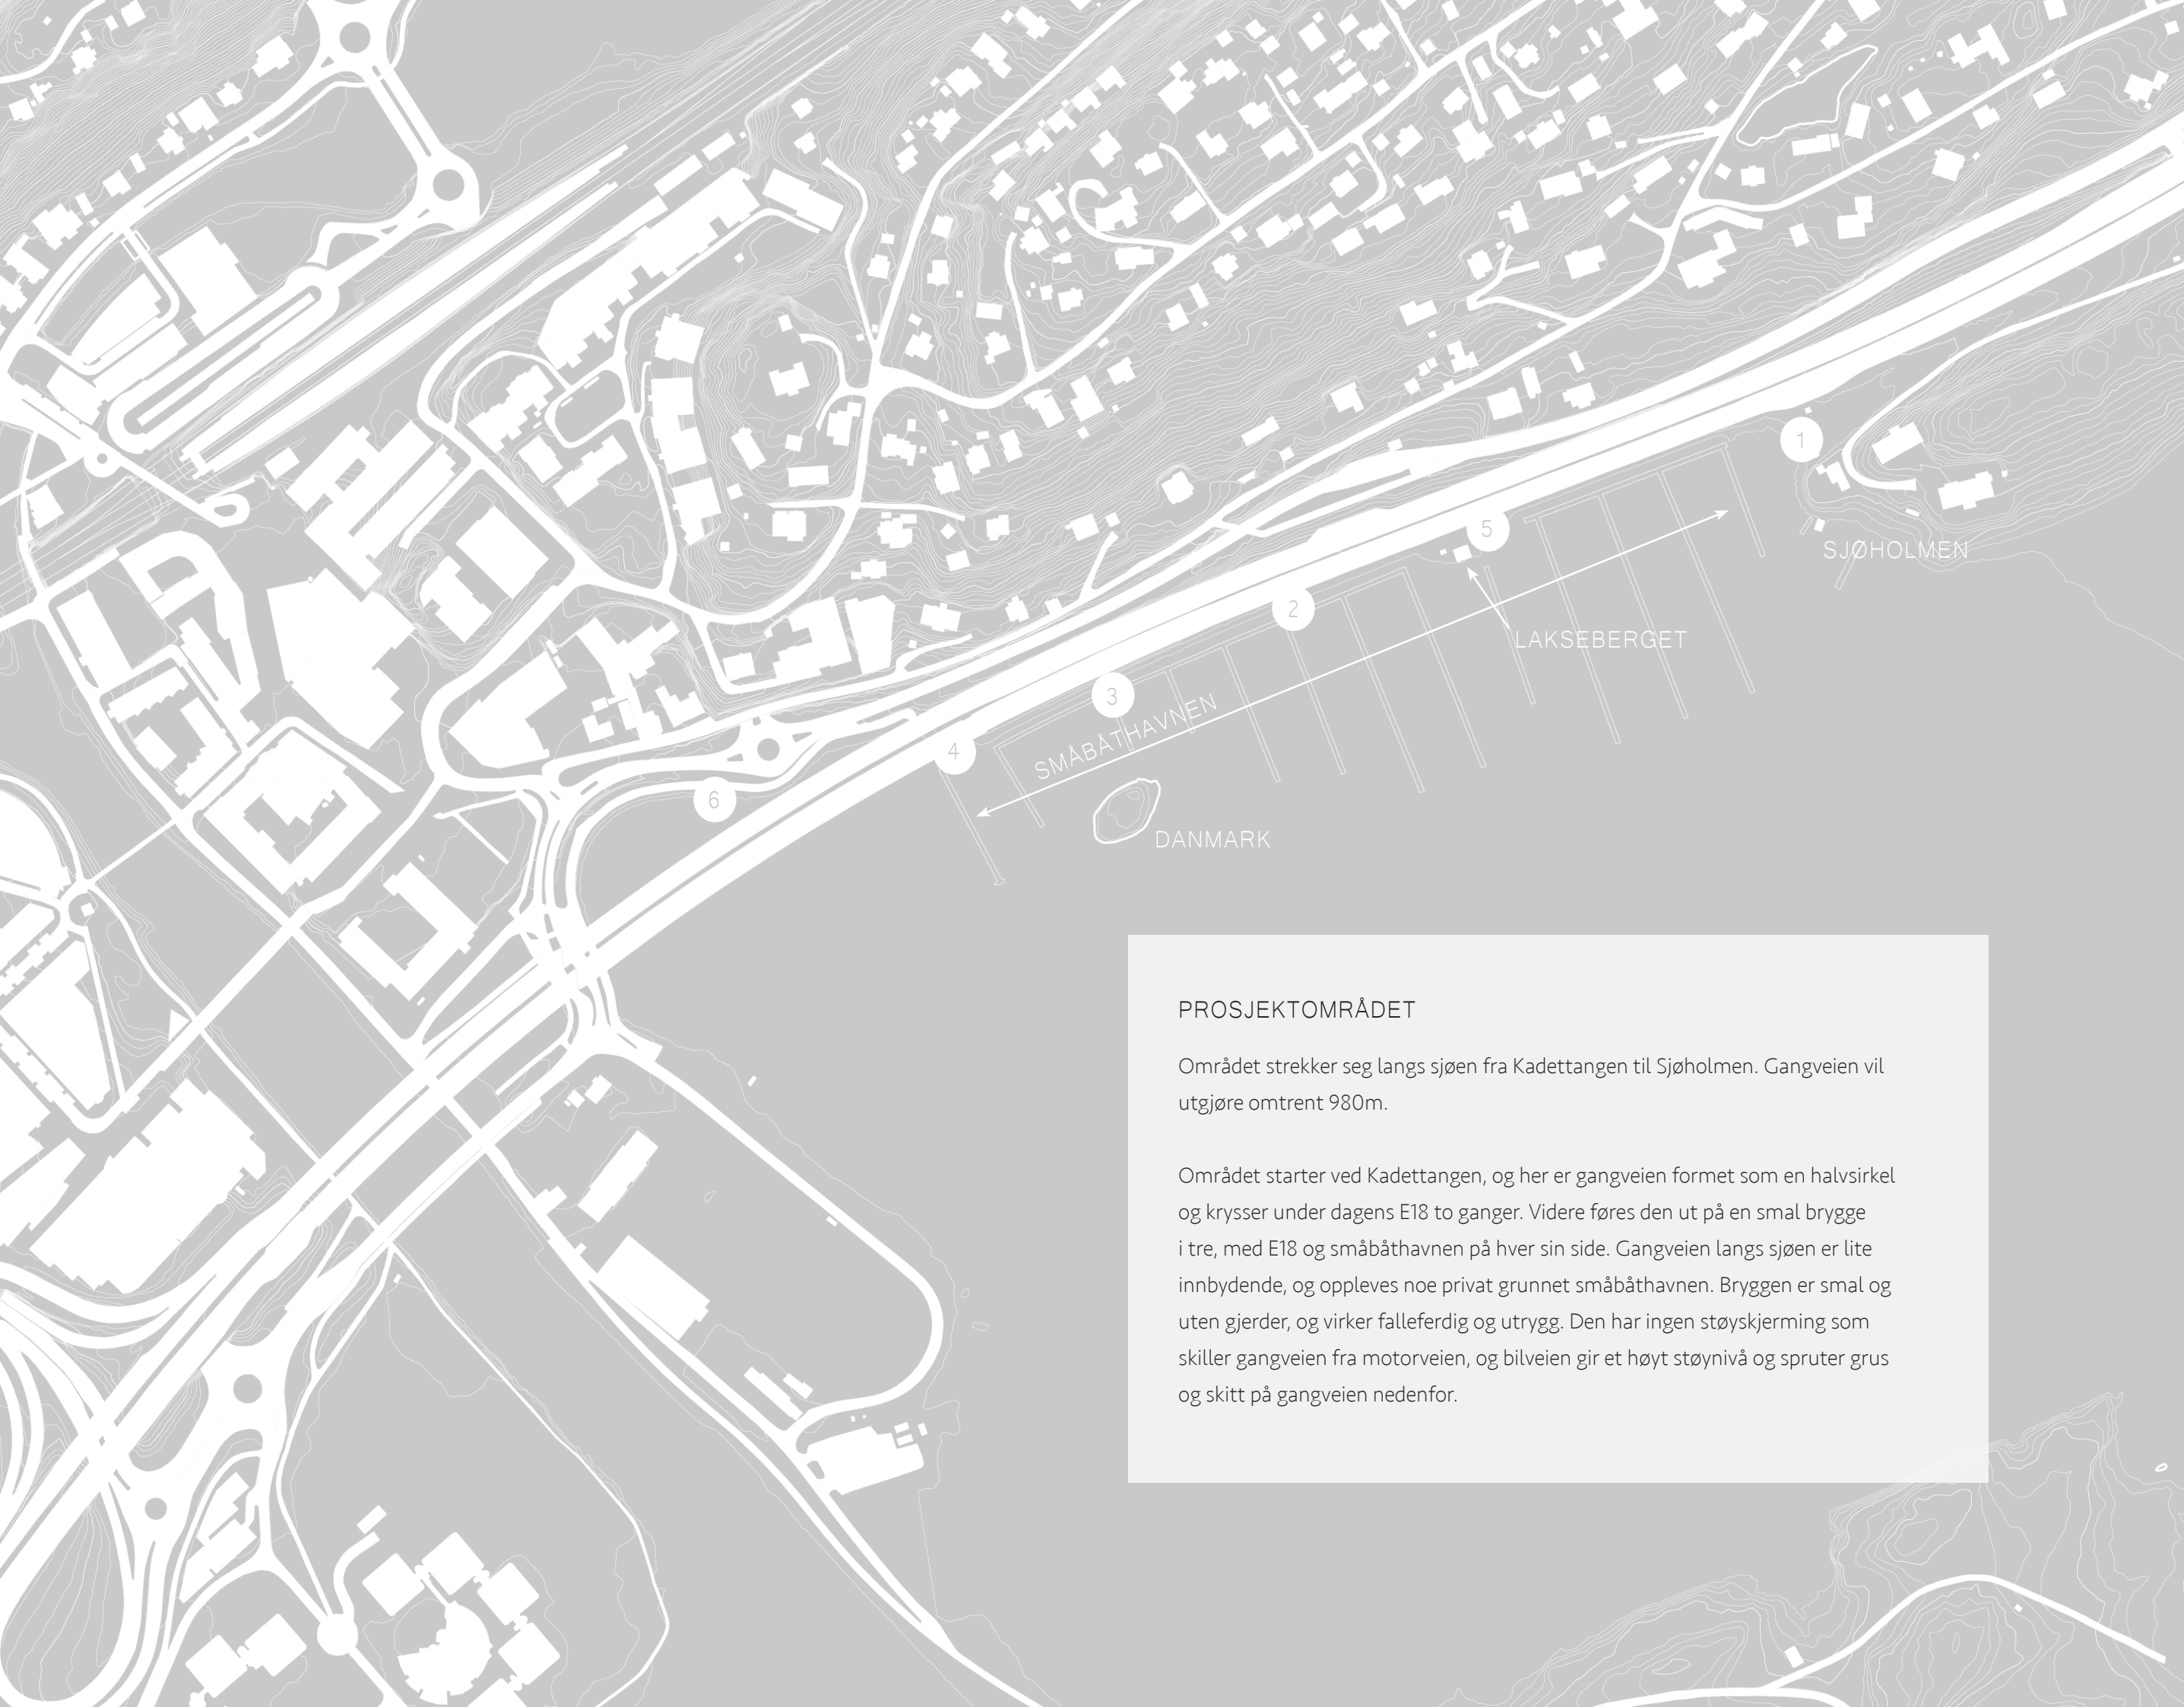 1
5
SJØHOLMEN
2
LAKSEBERGET
3
SMÅBÅTHAVNEN
4
6
DANMARK
PROSJEKTOMRÅDET
Området strekker seg langs sjøen fra Kadettangen til Sjøholmen. Gangveien vil
utgjøre omtrent 980m.
Området starter ved Kadettangen, og her er gangveien formet som en halvsirkel
og krysser under dagens E18 to ganger. Videre føres den ut på en smal brygge
i tre, med E18 og småbåthavnen på hver sin side. Gangveien langs sjøen er lite
innbydende, og oppleves noe privat grunnet småbåthavnen. Bryggen er smal og
uten gjerder, og virker falleferdig og utrygg. Den har ingen støyskjerming som
skiller gangveien fra motorveien, og bilveien gir et høyt støynivå og spruter grus
og skitt på gangveien nedenfor.